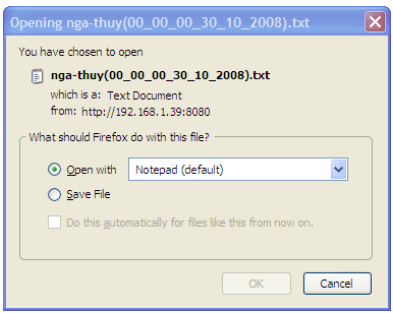 Opening nga-thuy(00_00_00_30_10_2008).txt
You have chosen to open
nga-thuy(00_00_00_30_10_2008).txt
which is a: Text Document
from: http://192.168.1.39:8080
What should Firefox do with this file?
Open with Notepad (default)
Save File
Do this automatically for files like this from now on.
OK Cancel